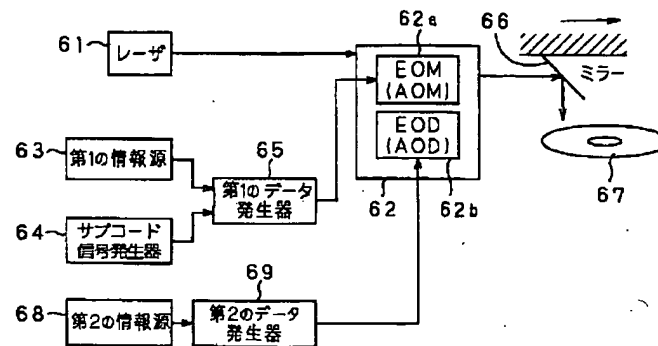 61
レーザ
62a
EOM
(AOM)
EOD
(AOD)
62
62b
66
ミラー
67
63
第1の情報源
64
サブコード
信号発生器
65
第1のデータ
発生器
68
第2の情報源
69
第2のデータ
発生器